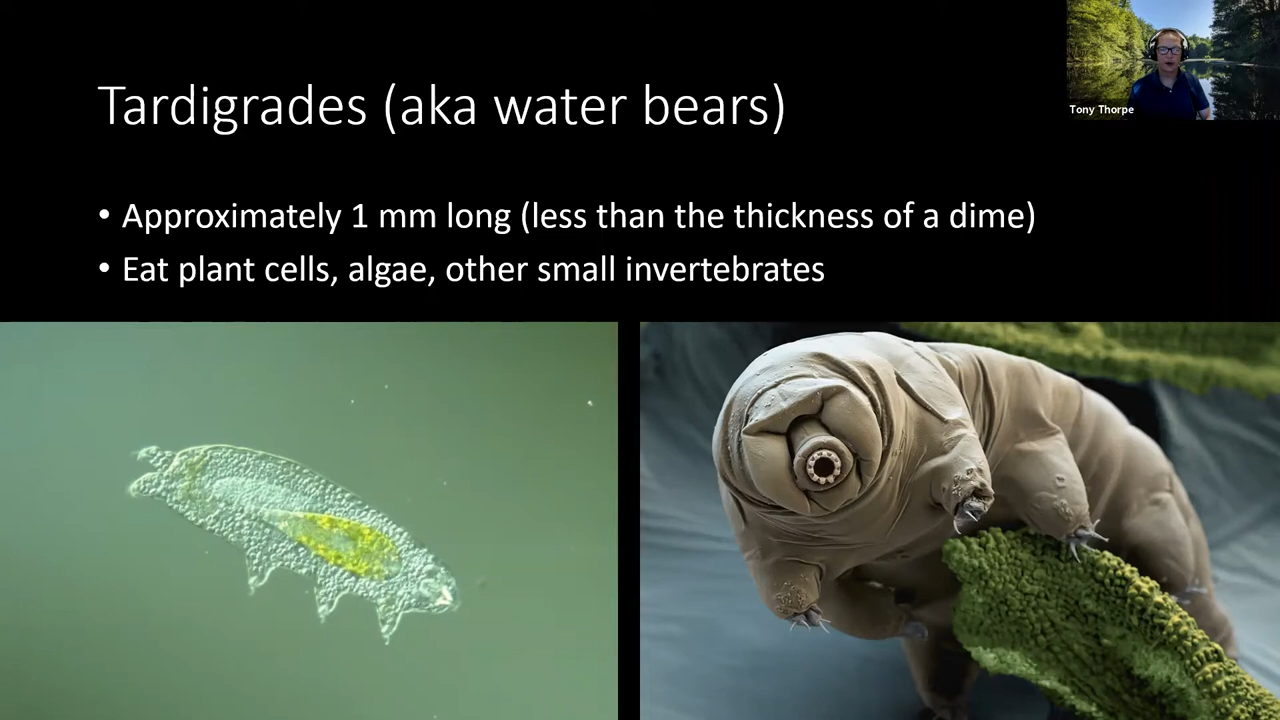 Tardigrades (aka water bears)
Tony Thorpe
• Approximately 1 mm long (less than the thickness of a dime)
• Eat plant cells, algae, other small invertebrates